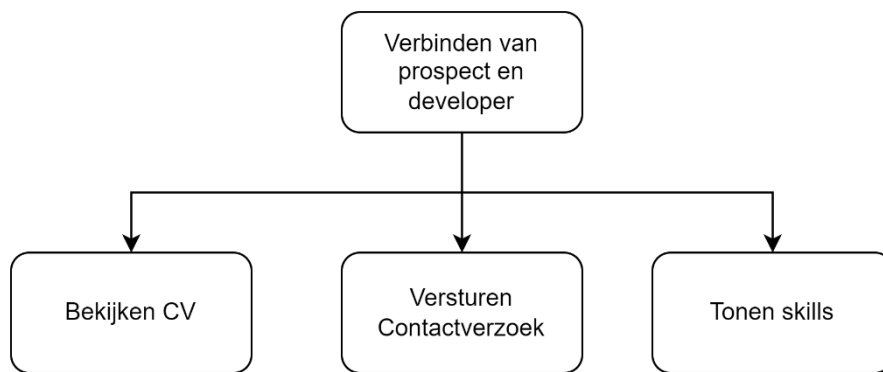 Verbinden van
prospect en
developer
Bekijken CV
Versturen
Contactverzoek
Tonen skills